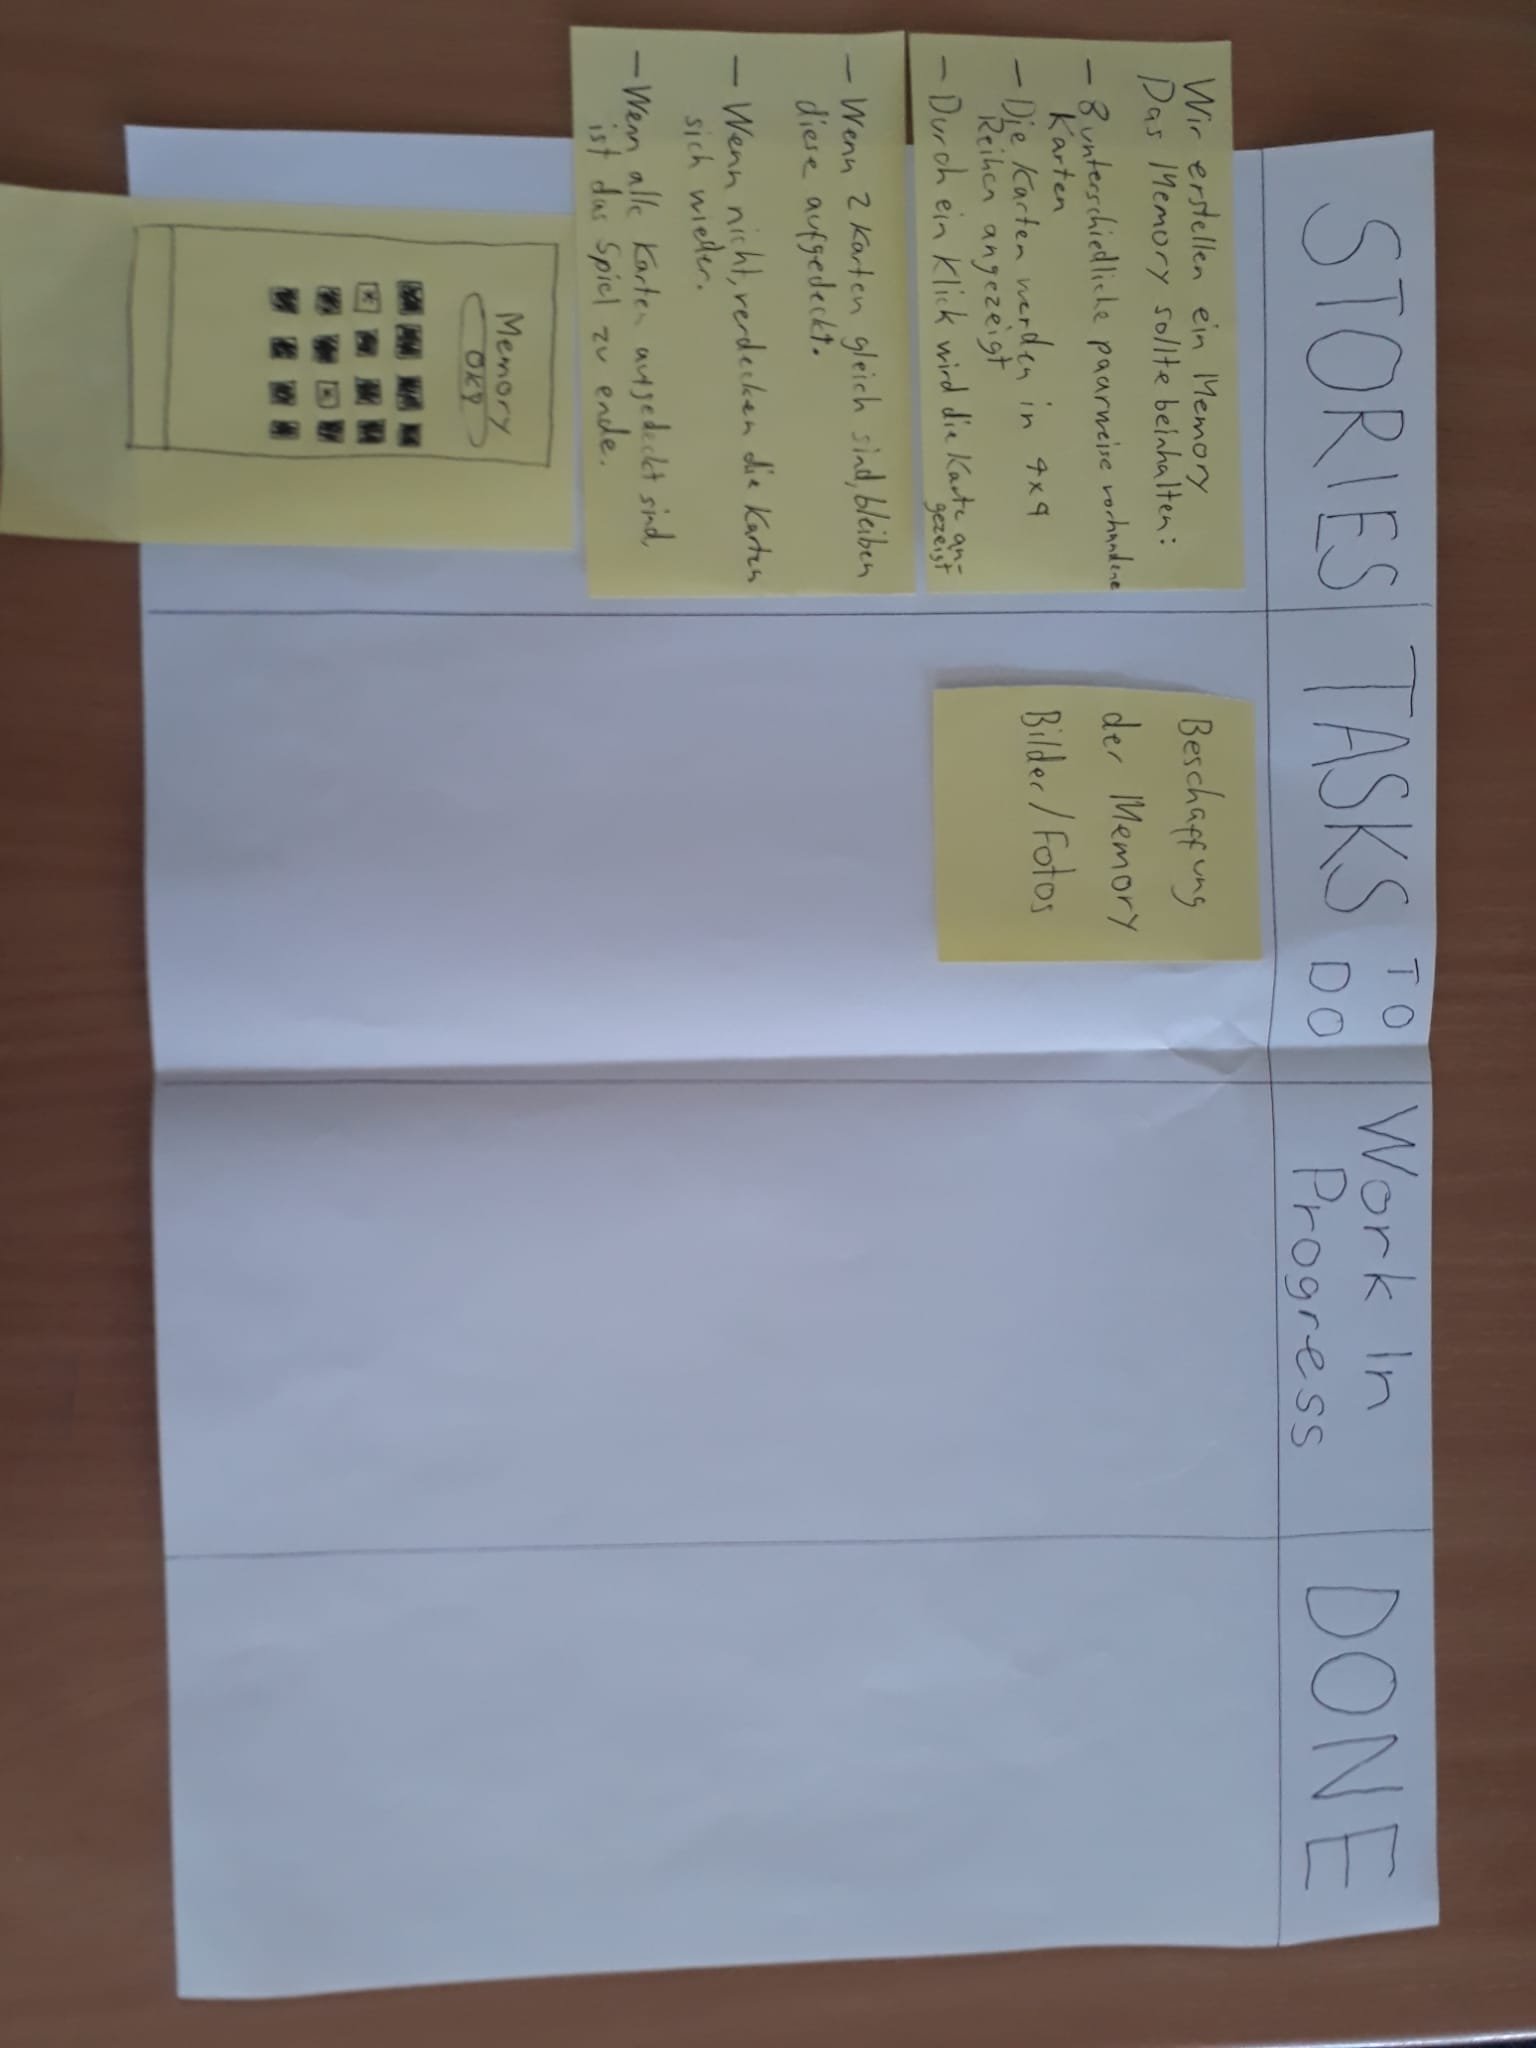 STORIES
TASKS TO
DO
Work In
Progress
DONE
Wir erstellen ein Memory
Das Memory sollte beinhalten:
— 8 unterschiedliche paarweise vorhandene
Karten
— Die Karten werden in 4x4
Reihen angezeigt
— Durch ein Klick wird die Karte an-
gezeigt
— Wenn 2 Karten gleich sind, bleiben
diese aufgedeckt.
— Wenn nicht, verdecken die Karten
sich wieder.
— Wenn alle Karten aufgedeckt sind,
ist das Spiel zu ende.
Memory
Beschaffung
der Memory
Bilder/Fotos